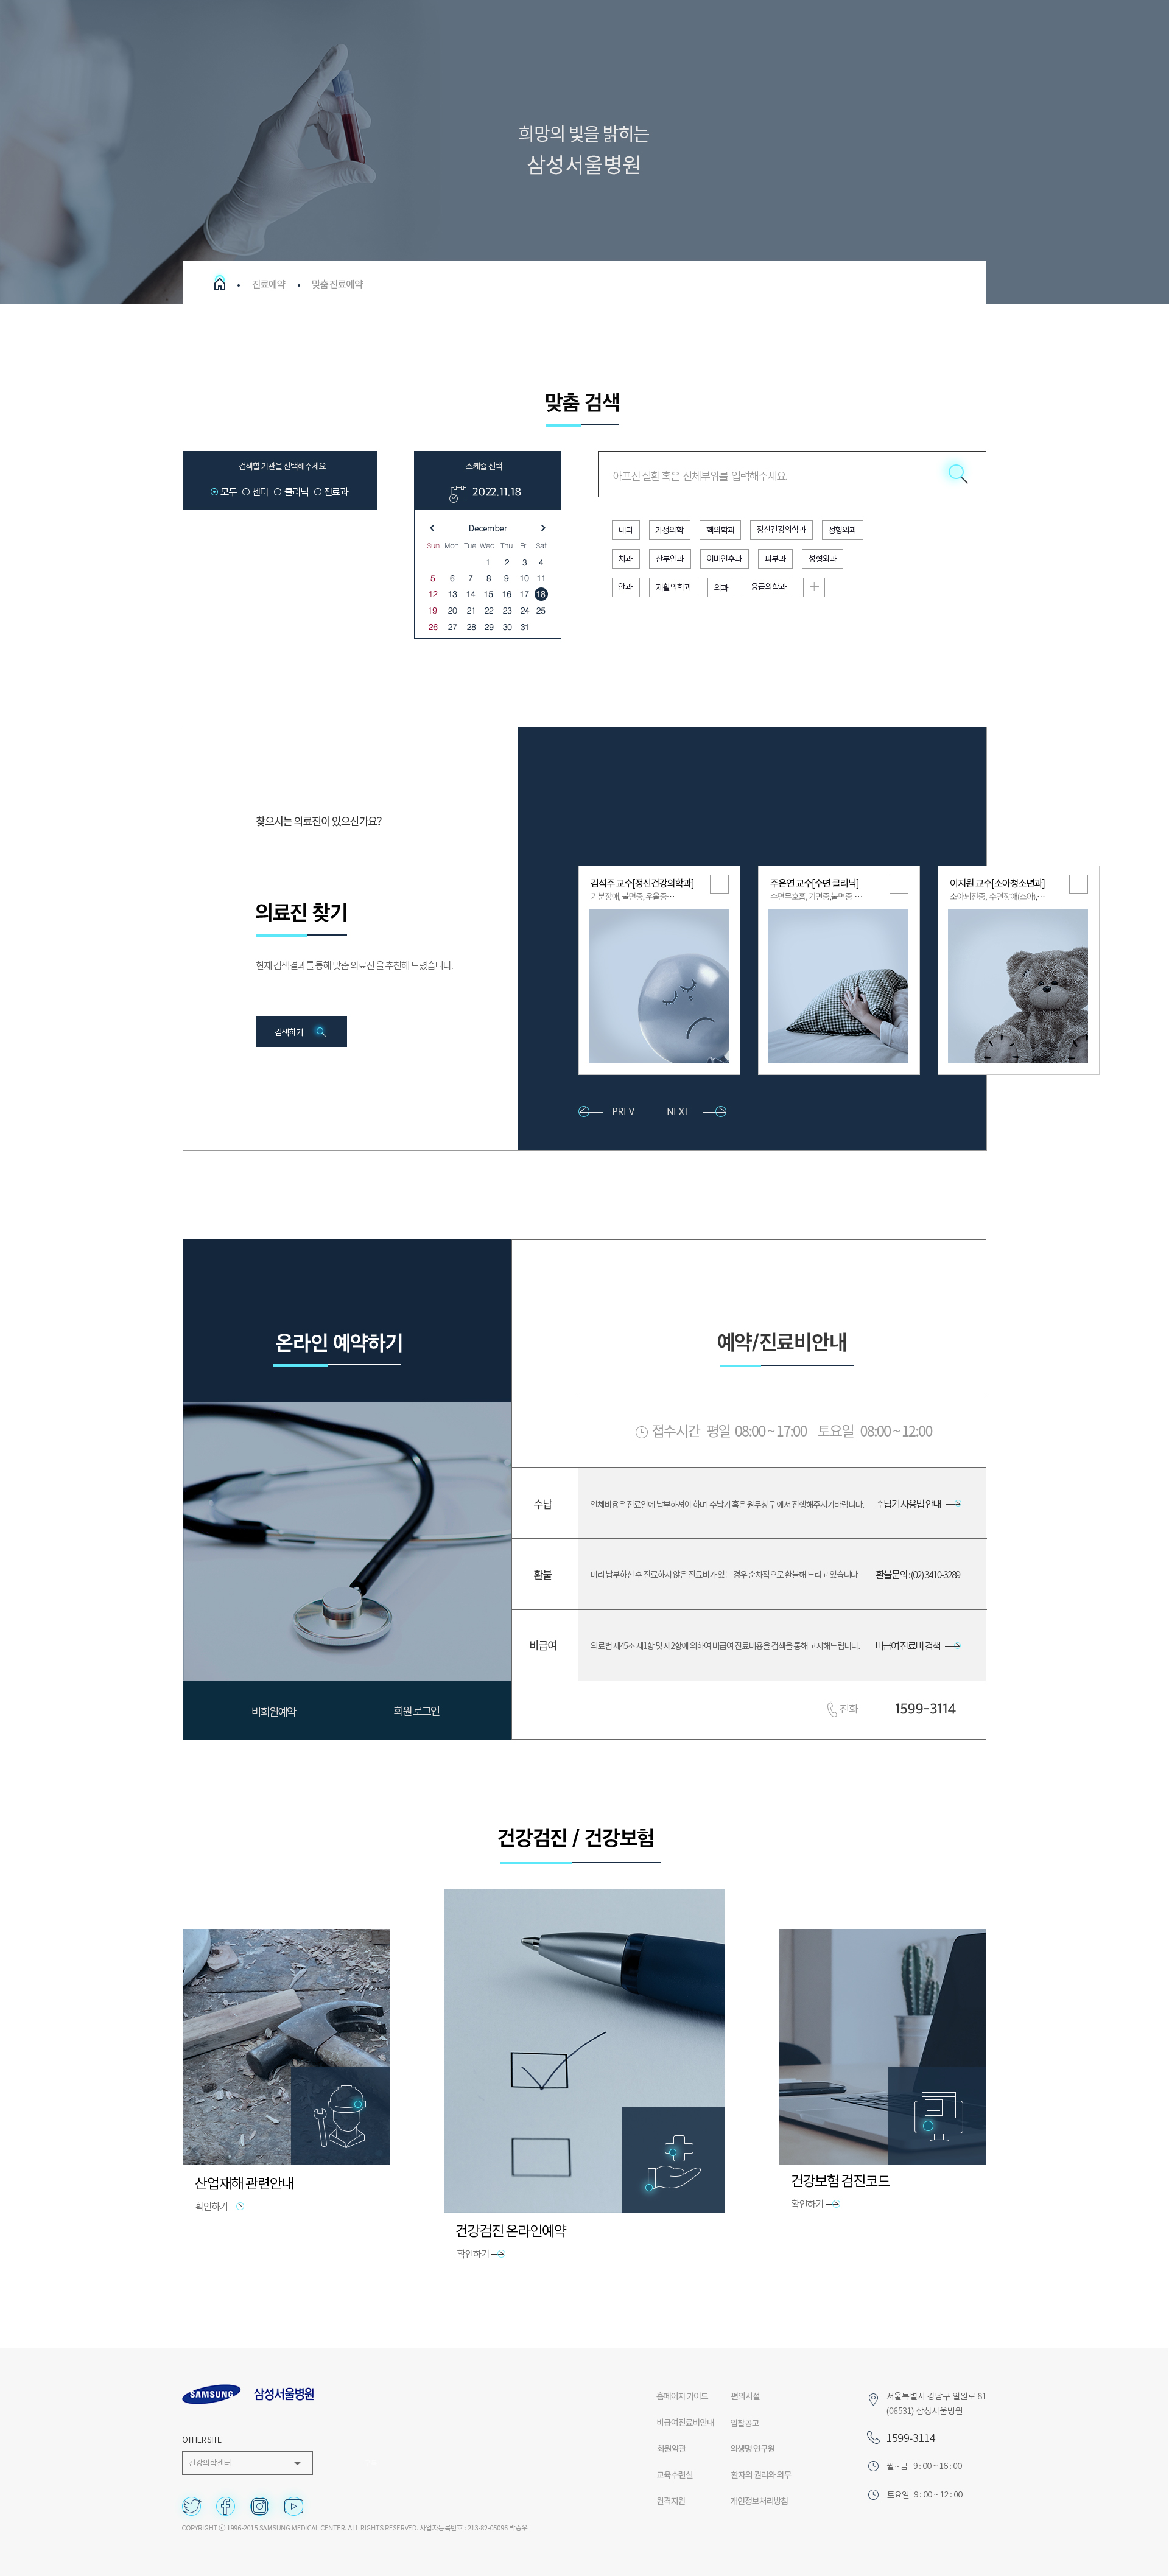 희망의 빛을 밝히는
삼성서울병원
진료예약
맞춤 진료예약
맞춤 검색
검색할 기관을 선택해주세요
모두 센터 클리닉 진료과
스케쥴 선택
2022.11.18
December
Sun Mon Tue Wed Thu Fri Sat
1 2 3 4
5 6 7 8 9 10 11
12 13 14 15 16 17 18
19 20 21 22 23 24 25
26 27 28 29 30 31
아프신 질환 혹은 신체부위를 입력해주세요.
내과 가정의학 핵의학과 정신건강의학과 정형외과
치과 산부인과 이비인후과 피부과 성형외과
안과 재활의학과 외과 응급의학과
찾으시는 의료진이 있으신가요?
의료진 찾기
현재 검색결과를 통해 맞춤 의료진 을 추천해 드렸습니다.
검색하기
김석주 교수[정신건강의학과]
기분장애, 불면증, 우울증···
주은연 교수[수면 클리닉]
수면무호흡, 기면증,불면증 ···
이지원 교수[소아청소년과]
소아뇌전증, 수면장애(소아),···
PREV NEXT
온라인 예약하기
비회원예약 회원 로그인
예약/진료비안내
접수시간 평일 08:00 ~ 17:00 토요일 08:00 ~ 12:00
수납
일체비용은 진료일에 납부하셔야 하며 수납기 혹은 원무창구 에서 진행해주시기바랍니다.
수납기 사용법 안내
환불
미리 납부하신 후 진료하지 않은 진료비가 있는 경우 순차적으로 환불해 드리고 있습니다
환불문의 : (02) 3410-3289
비급여
의료법 제45조 제1항 및 제2항에 의하여 비급여 진료비용을 검색을 통해 고지해드립니다.
비급여 진료비 검색
전화 1599-3114
건강검진 / 건강보험
산업재해 관련안내
확인하기
건강검진 온라인예약
확인하기
건강보험 검진코드
확인하기
SAMSUNG 삼성서울병원
OTHER SITE
건강의학센터
COPYRIGHT ⓒ 1996-2015 SAMSUNG MEDICAL CENTER. ALL RIGHTS RESERVED. 사업자등록번호 : 213-82-05096 박승우
홈페이지 가이드 편의시설
비급여진료비안내 입찰공고
회원약관 의생명 연구원
교육수련실 환자의 권리와 의무
원격지원 개인정보처리방침
서울특별시 강남구 일원로 81
(06531) 삼성서울병원
1599-3114
월 ~ 금 9 : 00 ~ 16 : 00
토요일 9 : 00 ~ 12 : 00